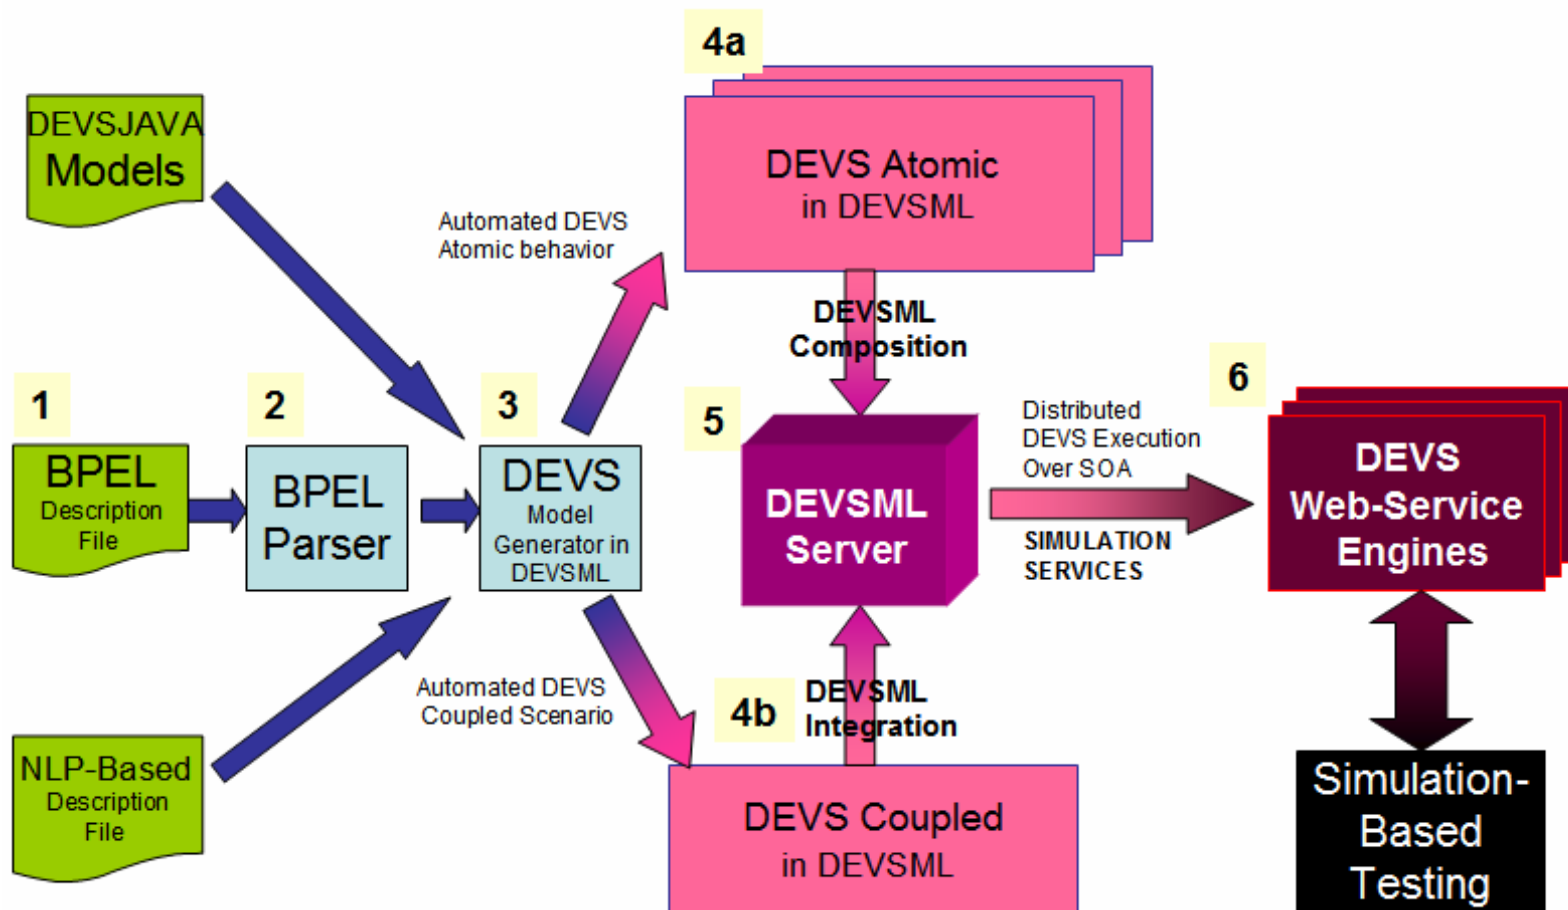 4a
DEVSJAVA
Models
DEVS Atomic
in DEVSML
Automated DEVS
Atomic behavior
DEVSML
Composition
1
2
3
5
6
BPEL
Description
File
BPEL
Parser
DEVS
Model
Generator in
DEVSML
DEVSML
Server
Distributed
DEVS Execution
Over SOA
SIMULATION
SERVICES
DEVS
Web-Service
Engines
Automated DEVS
Coupled Scenario
4b
DEVSML
Integration
NLP-Based
Description
File
DEVS Coupled
in DEVSML
Simulation-
Based
Testing